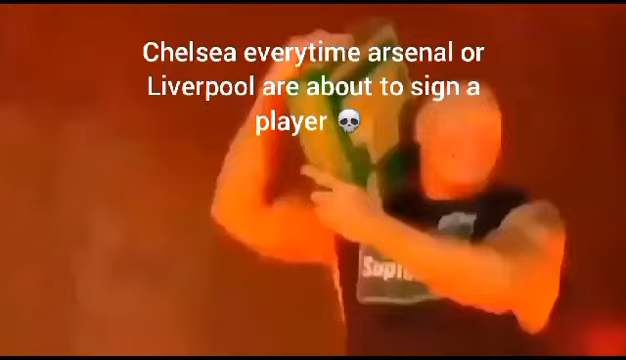 Chelsea everytime arsenal or
Liverpool are about to sign a
player 💀